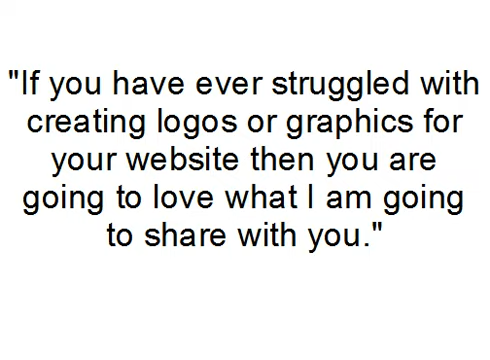 "If you have ever struggled with
creating logos or graphics for
your website then you are
going to love what I am going
to share with you."